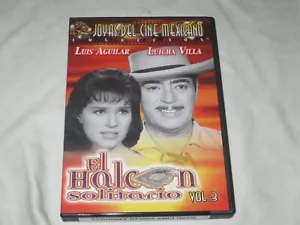 JOYAS DEL CINE MEXICANO
LUIS AGUILAR
LUCHA VILLA
El
Halcon
Solitario
VOL. 3